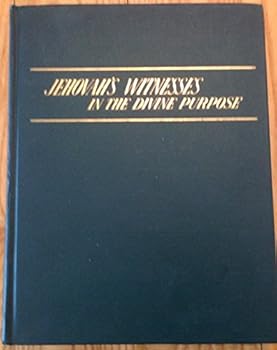 JEHOVAH'S WITNESSES
IN THE DIVINE PURPOSE